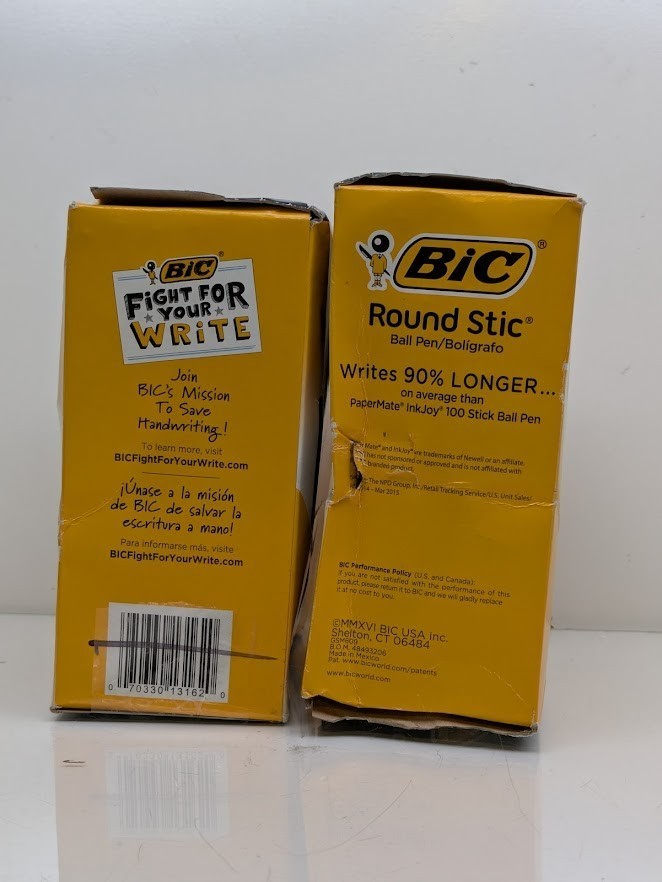 BiC®
FiGHT FOR
YOUR
WRiTE
Join
BIC's Mission
To Save
Handwriting!
To learn more, visit
BICFightForYourWrite.com
¡Únase a la misión
de BIC de salvar la
escritura a mano!
Para informarse más, visite
BICFightForYourWrite.com
0 70330 13162 0
BiC®
Round Stic®
Ball Pen/Bolígrafo
Writes 90% LONGER...
on average than
PaperMate® InkJoy® 100 Stick Ball Pen
Mate® and InkJoy® are trademarks of Newell or an affiliate.
has not sponsored or approved and is not affiliated with
branded product.
The NPD Group, Inc./Retail Tracking Service/U.S. Unit Sales/
- Mar 2015
BIC Performance Policy (U.S. and Canada):
If you are not satisfied with the performance of this
product, please return it to BIC and we will gladly replace
it at no cost to you.
©MMXVI BIC USA Inc.
Shelton, CT 06484
GSM609
B.O.M. 48493206
Made in Mexico
Pat. www.bicworld.com/patents
www.bicworld.com